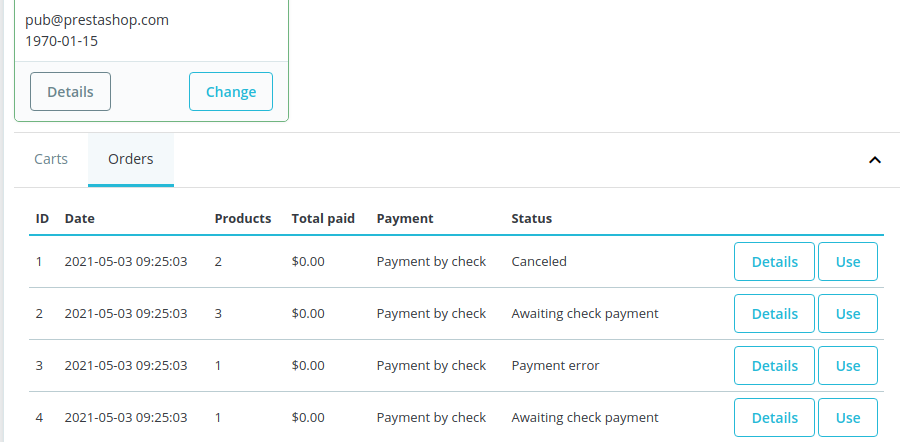 pub@prestashop.com
1970-01-15
Details Change
Carts Orders
ID Date Products Total paid Payment Status
1 2021-05-03 09:25:03 2 $0.00 Payment by check Canceled Details Use
2 2021-05-03 09:25:03 3 $0.00 Payment by check Awaiting check payment Details Use
3 2021-05-03 09:25:03 1 $0.00 Payment by check Payment error Details Use
4 2021-05-03 09:25:03 1 $0.00 Payment by check Awaiting check payment Details Use